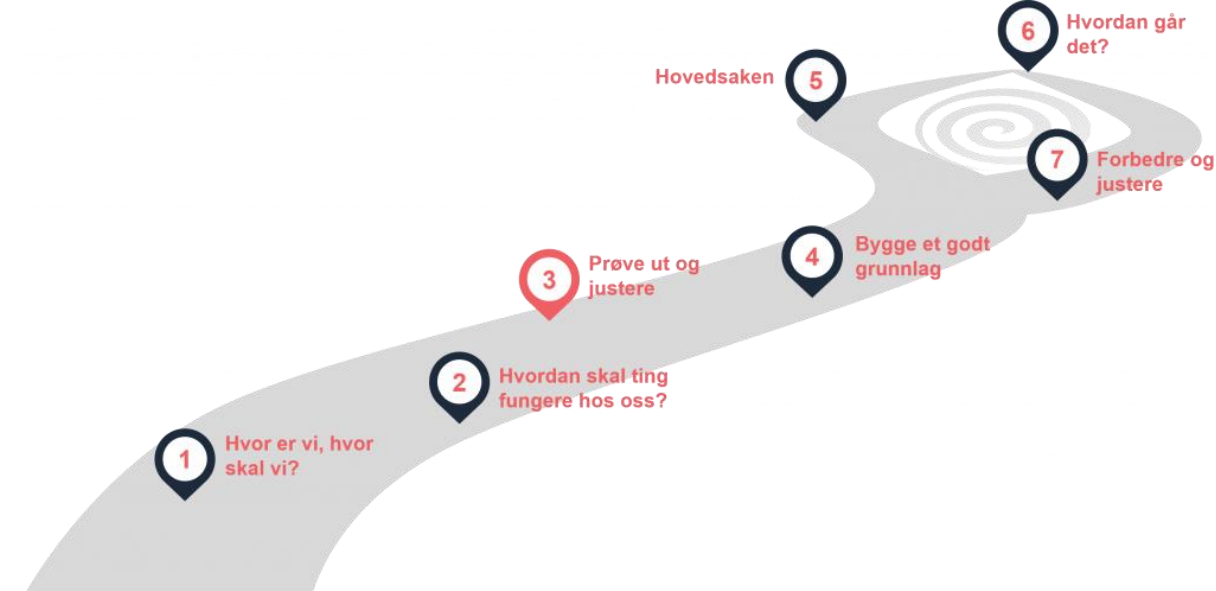 1
Hvor er vi, hvor
skal vi?
2
Hvordan skal ting
fungere hos oss?
3
Prøve ut og
justere
4
Bygge et godt
grunnlag
5
Hovedsaken
6
Hvordan går
det?
7
Forbedre og
justere